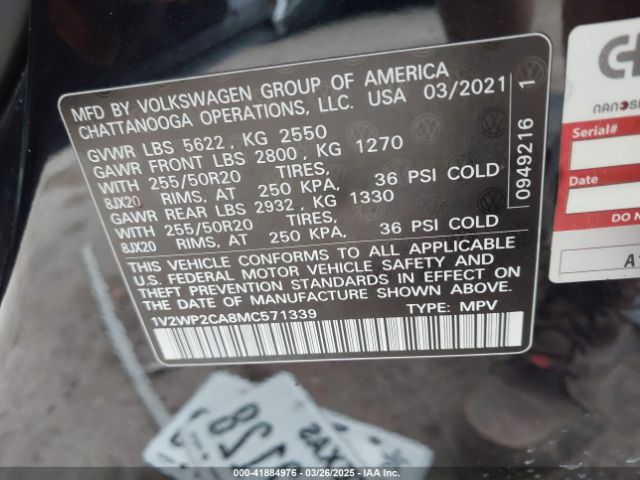 MFD BY VOLKSWAGEN GROUP OF AMERICA
CHATTANOOGA OPERATIONS, LLC. USA 03/2021
GVWR LBS 5622, KG 2550
GAWR FRONT LBS 2800, KG 1270
WITH 255/50R20 TIRES,
8JX20 RIMS, AT 250 KPA, 36 PSI COLD
GAWR REAR LBS 2932, KG 1330
WITH 255/50R20 TIRES,
8JX20 RIMS, AT 250 KPA, 36 PSI COLD
THIS VEHICLE CONFORMS TO ALL APPLICABLE
U.S. FEDERAL MOTOR VEHICLE SAFETY AND
THEFT PREVENTION STANDARDS IN EFFECT ON
THE DATE OF MANUFACTURE SHOWN ABOVE.
1V2WP2CA8MC571339 TYPE: MPV
0949216 1
Serial#
DO N
000-41884976 - 03/26/2025 - IAA Inc.